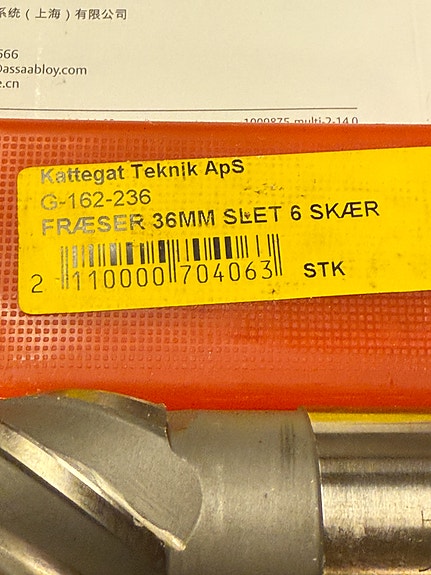 系统（上海）有限公司
666
@assaabloy.com
e.cn
1009875-multi-2-14.0
Kattegat Teknik ApS
G-162-236
FRÆSER 36MM SLET 6 SKÆR
2 110000 704063 STK